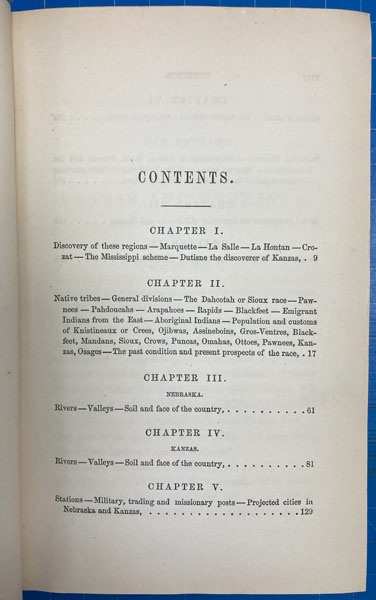 CONTENTS.
CHAPTER I.
Discovery of these regions — Marquette — La Salle — La Hontan — Cro-
zat — The Mississippi scheme — Dutisne the discoverer of Kansas, . 9
CHAPTER II.
Native tribes — General divisions — The Dahcotah or Sioux race — Paw-
nees — Pahdoucahs — Arapahoes — Rapids — Blackfeet — Emigrant
Indians from the East — Aboriginal Indians — Population and customs
of Knistineaux or Crees, Ojibwas, Assineboins, Gros-Ventres, Black-
feet, Mandans, Sioux, Crows, Puncas, Omahas, Ottoes, Pawnees, Kan-
zas, Osages — The past condition and present prospects of the race, . 17
CHAPTER III.
NEBRASKA.
Rivers — Valleys — Soil and face of the country, . . . . . . . . . . 61
CHAPTER IV.
KANZAS.
Rivers — Valleys — Soil and face of the country, . . . . . . . . . . 81
CHAPTER V.
Stations — Military, trading and missionary posts — Projected cities in
Nebraska and Kanzas, . . . . . . . . . . . . . . . . . . . 129